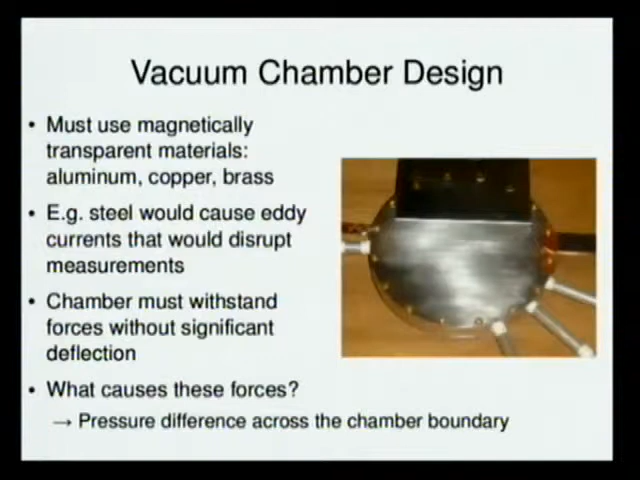 Vacuum Chamber Design
• Must use magnetically
transparent materials:
aluminum, copper, brass
• E.g. steel would cause eddy
currents that would disrupt
measurements
• Chamber must withstand
forces without significant
deflection
• What causes these forces?
→ Pressure difference across the chamber boundary